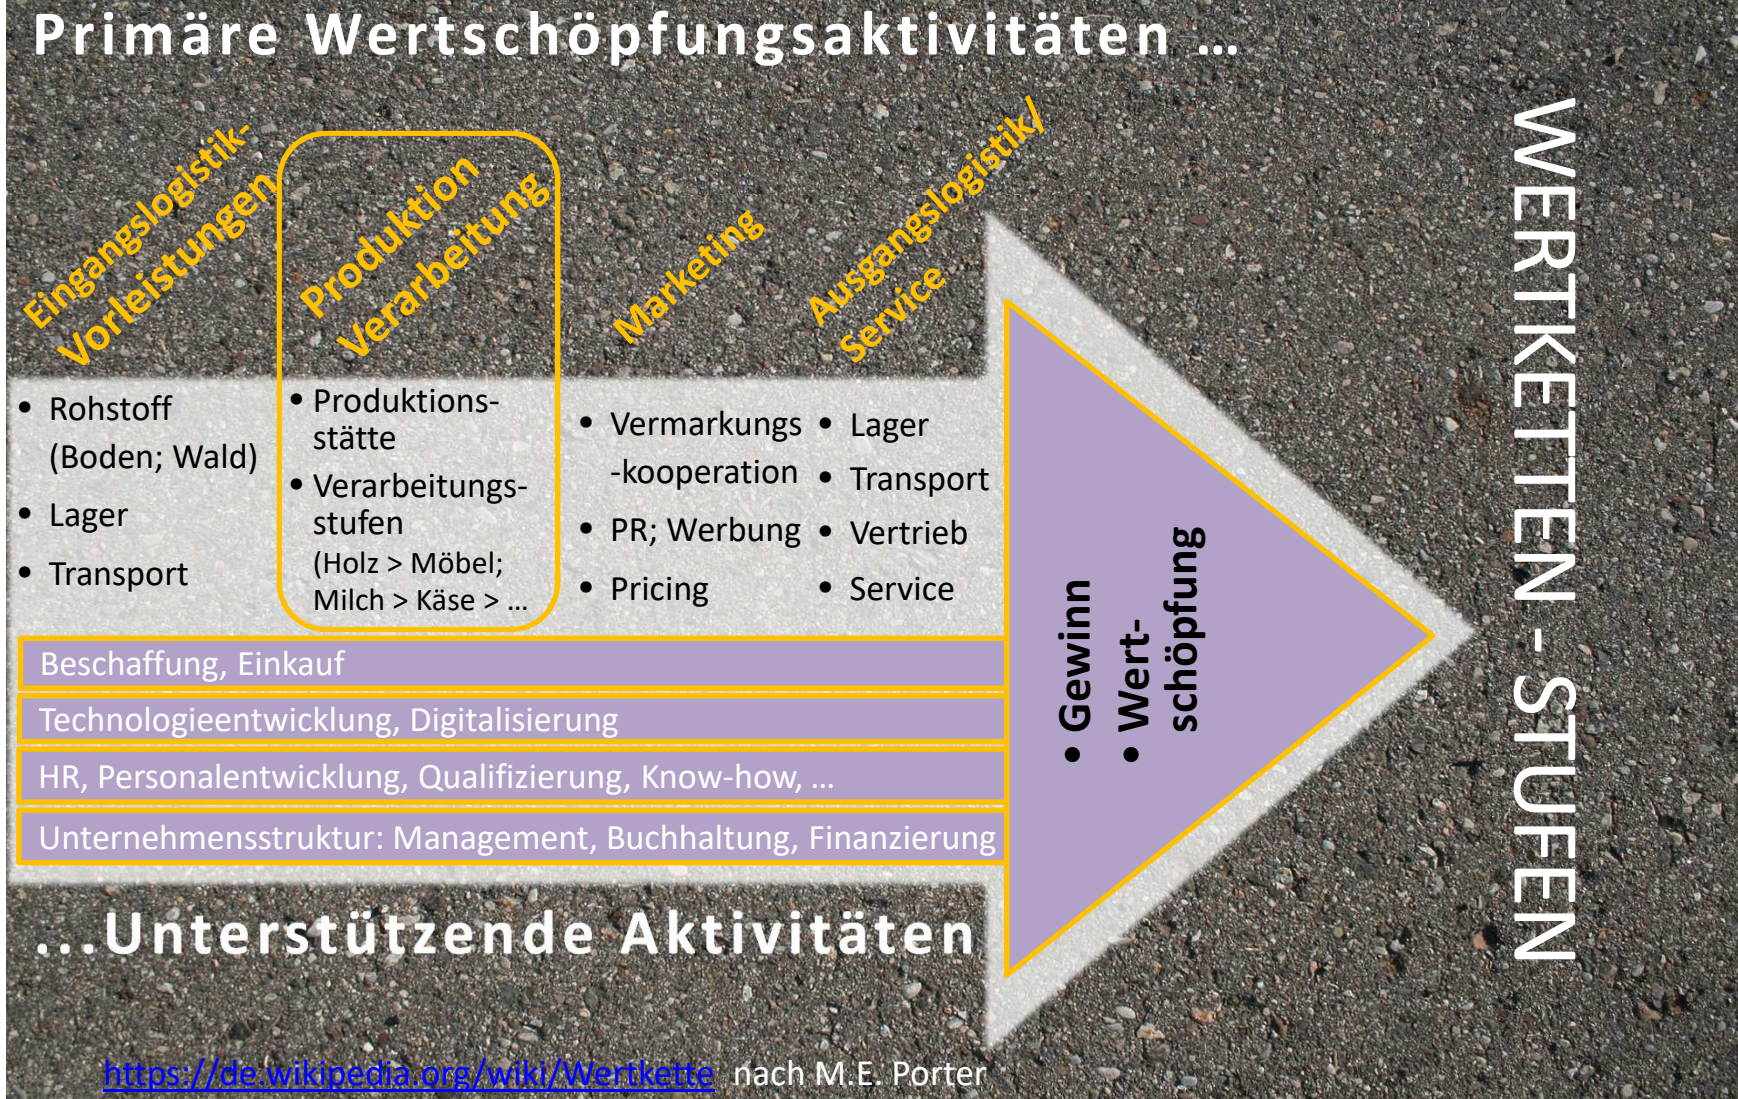 Primäre Wertschöpfungsaktivitäten ...
Eingangslogistik-
Vorleistungen
Produktion
Verarbeitung
Marketing
Ausgangslogistik/
Service
• Rohstoff
(Boden; Wald)
• Lager
• Transport
• Produktions-
stätte
• Verarbeitungs-
stufen
(Holz > Möbel;
Milch > Käse > ...
• Vermarkungs
-kooperation
• PR; Werbung
• Pricing
• Lager
• Transport
• Vertrieb
• Service
Beschaffung, Einkauf
Technologieentwicklung, Digitalisierung
HR, Personalentwicklung, Qualifizierung, Know-how, ...
Unternehmensstruktur: Management, Buchhaltung, Finanzierung
• Gewinn
• Wert-
schöpfung
WERTKETTEN - STUFEN
...Unterstützende Aktivitäten
https://de.wikipedia.org/wiki/Wertkette nach M.E. Porter